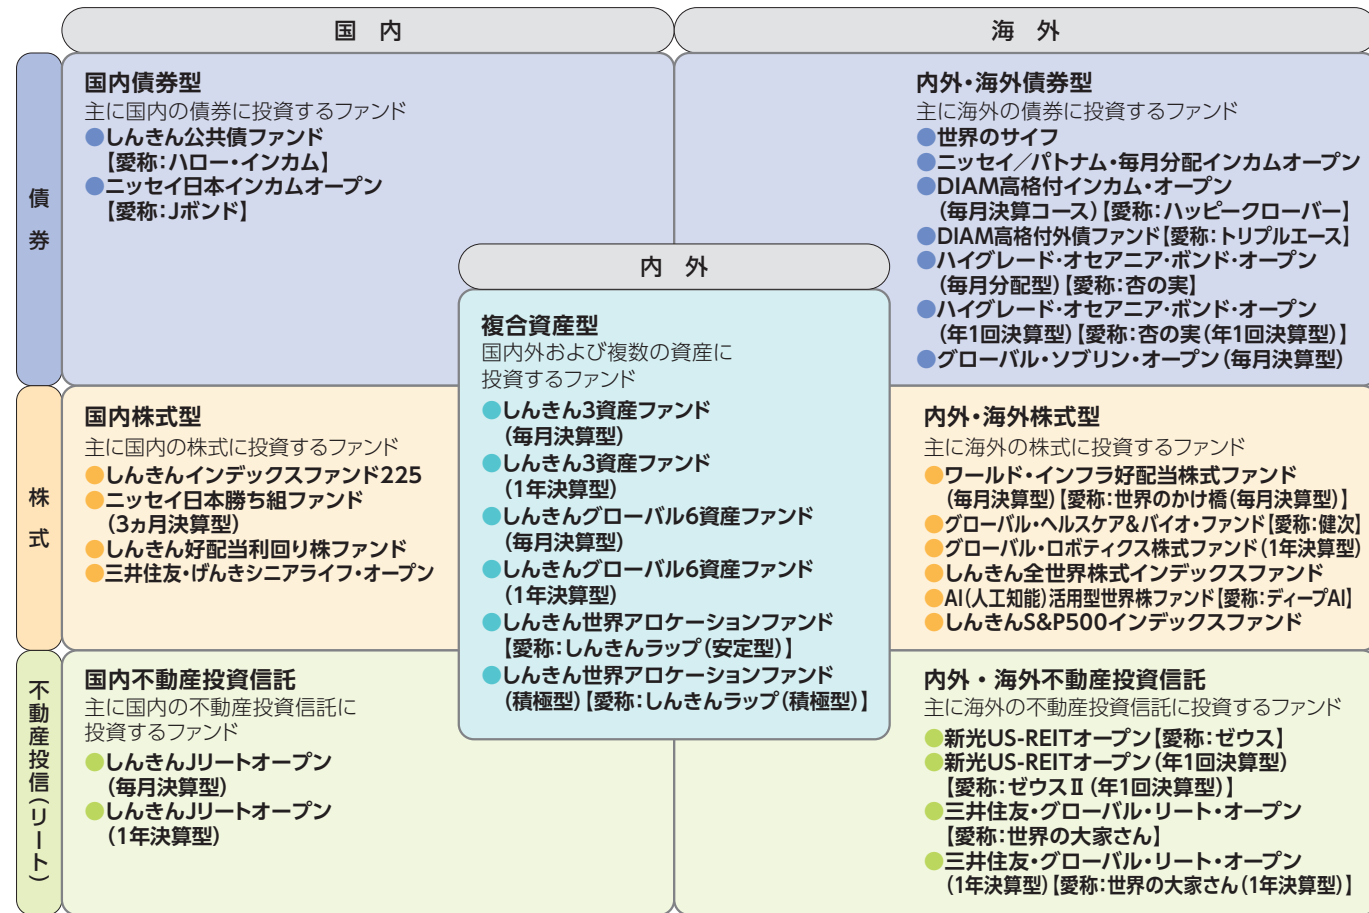 国 内
海 外
債券
国内債券型
主に国内の債券に投資するファンド
●しんきん公共債ファンド
【愛称:ハロー・インカム】
●ニッセイ日本インカムオープン
【愛称:Jボンド】
内外・海外債券型
主に海外の債券に投資するファンド
●世界のサイフ
●ニッセイ／パトナム・毎月分配インカムオープン
●DIAM高格付インカム・オープン
(毎月決算コース)【愛称:ハッピークローバー】
●DIAM高格付外債ファンド【愛称:トリプルエース】
●ハイグレード・オセアニア・ボンド・オープン
(毎月分配型)【愛称:杏の実】
●ハイグレード・オセアニア・ボンド・オープン
(年1回決算型)【愛称:杏の実(年1回決算型)】
●グローバル・ソブリン・オープン(毎月決算型)
内 外
複合資産型
国内外および複数の資産に
投資するファンド
●しんきん3資産ファンド
(毎月決算型)
●しんきん3資産ファンド
(1年決算型)
●しんきんグローバル6資産ファンド
(毎月決算型)
●しんきんグローバル6資産ファンド
(1年決算型)
●しんきん世界アロケーションファンド
【愛称:しんきんラップ(安定型)】
●しんきん世界アロケーションファンド
(積極型)【愛称:しんきんラップ(積極型)】
株式
国内株式型
主に国内の株式に投資するファンド
●しんきんインデックスファンド225
●ニッセイ日本勝ち組ファンド
(3ヵ月決算型)
●しんきん好配当利回り株ファンド
●三井住友・げんきシニアライフ・オープン
内外・海外株式型
主に海外の株式に投資するファンド
●ワールド・インフラ好配当株式ファンド
(毎月決算型)【愛称:世界のかけ橋(毎月決算型)】
●グローバル・ヘルスケア&バイオ・ファンド【愛称:健次】
●グローバル・ロボティクス株式ファンド(1年決算型)
●しんきん全世界株式インデックスファンド
●AI(人工知能)活用型世界株ファンド【愛称:ディープAI】
●しんきんS&P500インデックスファンド
不動産投信(リート)
国内不動産投資信託
主に国内の不動産投資信託に
投資するファンド
●しんきんJリートオープン
(毎月決算型)
●しんきんJリートオープン
(1年決算型)
内外・海外不動産投資信託
主に海外の不動産投資信託に投資するファンド
●新光US-REITオープン【愛称:ゼウス】
●新光US-REITオープン(年1回決算型)
【愛称:ゼウスⅡ(年1回決算型)】
●三井住友・グローバル・リート・オープン
【愛称:世界の大家さん】
●三井住友・グローバル・リート・オープン
(1年決算型)【愛称:世界の大家さん(1年決算型)】